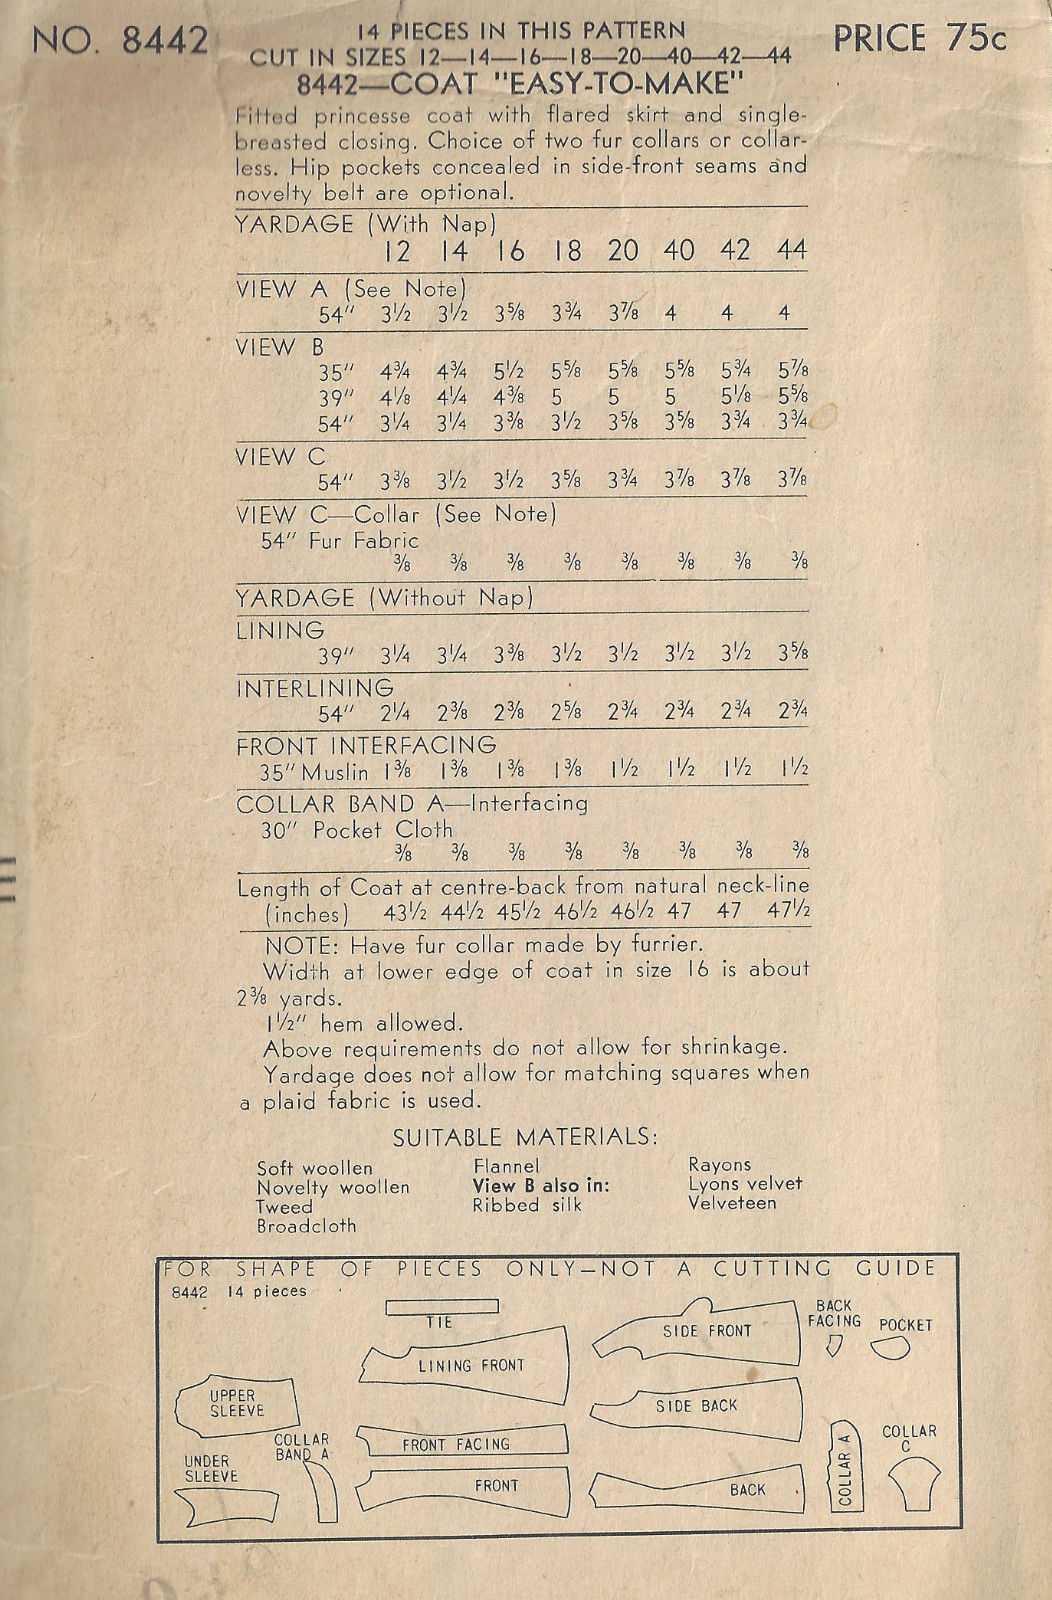 NO. 8442
14 PIECES IN THIS PATTERN
PRICE 75c
CUT IN SIZES 12—14—16—18—20—40—42—44
8442—COAT "EASY-TO-MAKE"
Fitted princesse coat with flared skirt and single-
breasted closing. Choice of two fur collars or collar-
less. Hip pockets concealed in side-front seams and
novelty belt are optional.
YARDAGE (With Nap)
12 14 16 18 20 40 42 44
VIEW A (See Note)
54" 3½ 3½ 3⅝ 3¾ 3⅞ 4 4 4
VIEW B
35" 4¾ 4¾ 5½ 5⅝ 5⅝ 5⅝ 5¾ 5⅞
39" 4⅛ 4¼ 4⅜ 5 5 5 5⅛ 5⅝
54" 3¼ 3¼ 3⅜ 3½ 3⅝ 3⅝ 3¾ 3¾
VIEW C
54" 3⅜ 3½ 3½ 3⅝ 3¾ 3⅞ 3⅞ 3⅞
VIEW C—Collar (See Note)
54" Fur Fabric
⅜ ⅜ ⅜ ⅜ ⅜ ⅜ ⅜ ⅜
YARDAGE (Without Nap)
LINING
39" 3¼ 3¼ 3⅜ 3½ 3½ 3½ 3½ 3⅝
INTERLINING
54" 2¼ 2⅜ 2⅜ 2⅝ 2¾ 2¾ 2¾ 2¾
FRONT INTERFACING
35" Muslin 1⅜ 1⅜ 1⅜ 1⅜ 1½ 1½ 1½ 1½
COLLAR BAND A—Interfacing
30" Pocket Cloth
⅜ ⅜ ⅜ ⅜ ⅜ ⅜ ⅜ ⅜
Length of Coat at centre-back from natural neck-line
(inches) 43½ 44½ 45½ 46½ 46½ 47 47 47½
NOTE: Have fur collar made by furrier.
Width at lower edge of coat in size 16 is about
2⅜ yards.
1½" hem allowed.
Above requirements do not allow for shrinkage.
Yardage does not allow for matching squares when
a plaid fabric is used.
SUITABLE MATERIALS:
Soft woollen
Novelty woollen
Tweed
Broadcloth
Flannel
View B also in:
Ribbed silk
Rayons
Lyons velvet
Velveteen
FOR SHAPE OF PIECES ONLY—NOT A CUTTING GUIDE
8442 14 pieces
TIE
LINING FRONT
SIDE FRONT
BACK
FACING
POCKET
UPPER
SLEEVE
SIDE BACK
COLLAR
BAND A
FRONT FACING
COLLAR A
COLLAR
C
UNDER
SLEEVE
FRONT
BACK